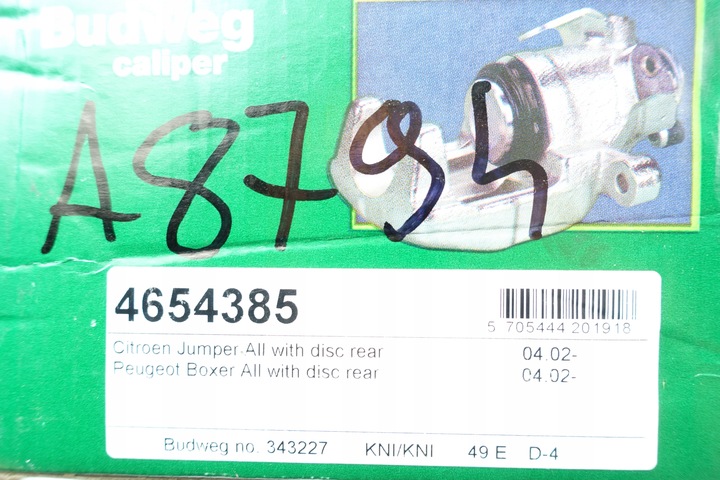 Budweg
caliper
A8794
4654385
5 705444 201918
Citroen Jumper All with disc rear 04.02-
Peugeot Boxer All with disc rear 04.02-
Budweg no. 343227 KNI/KNI 49 E D-4